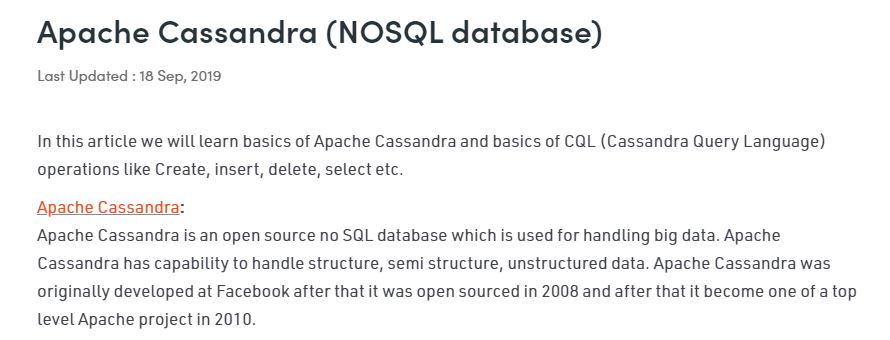 Apache Cassandra (NOSQL database)
Last Updated : 18 Sep, 2019
In this article we will learn basics of Apache Cassandra and basics of CQL (Cassandra Query Language)
operations like Create, insert, delete, select etc.
Apache Cassandra:
Apache Cassandra is an open source no SQL database which is used for handling big data. Apache
Cassandra has capability to handle structure, semi structure, unstructured data. Apache Cassandra was
originally developed at Facebook after that it was open sourced in 2008 and after that it become one of a top
level Apache project in 2010.